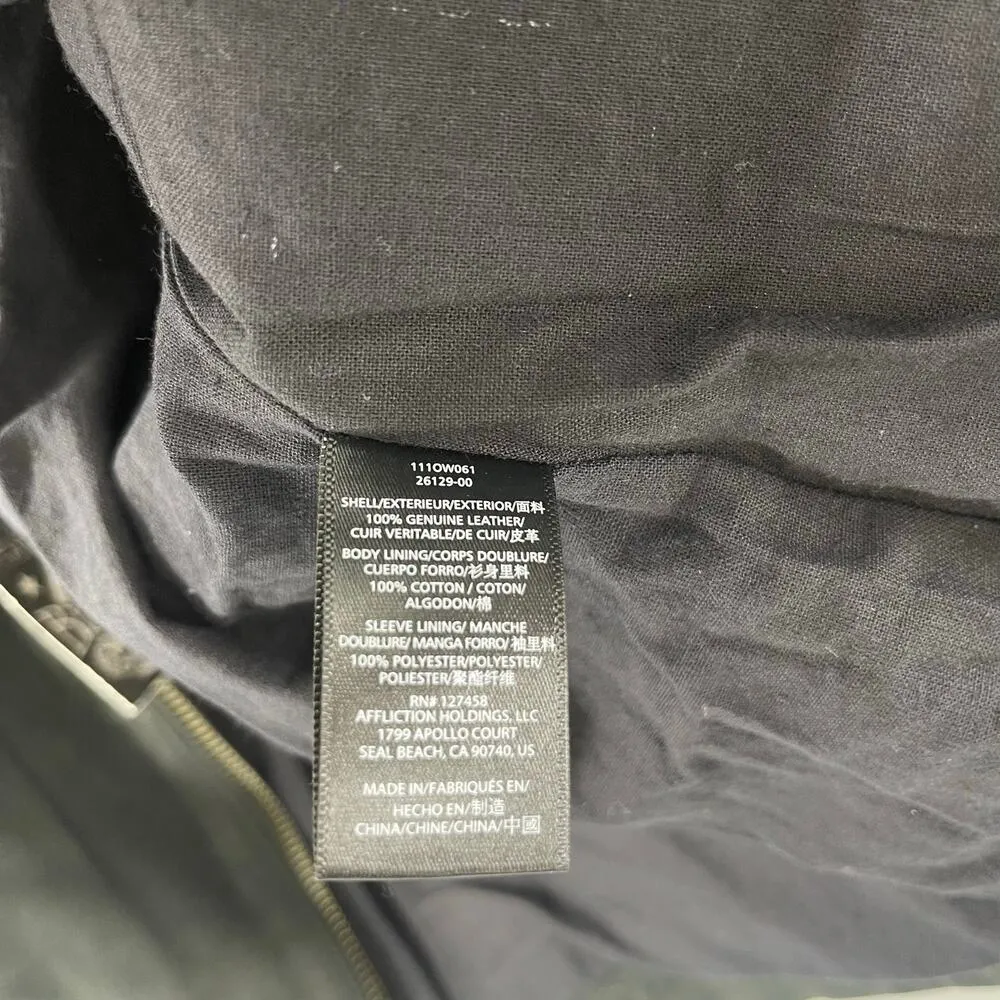 111OW061
26129-00
SHELL/EXTERIEUR/EXTERIOR/面料
100% GENUINE LEATHER/
CUIR VERITABLE/DE CUIR/皮革
BODY LINING/CORPS DOUBLURE/
CUERPO FORRO/衫身里料
100% COTTON / COTON/
ALGODON/棉
SLEEVE LINING/ MANCHE
DOUBLURE/ MANGA FORRO/ 袖里料
100% POLYESTER/POLYESTER/
POLIESTER/聚酯纤维
RN# 127458
AFFLICTION HOLDINGS, LLC
1799 APOLLO COURT
SEAL BEACH, CA 90740, US
MADE IN/FABRIQUÉS EN/
HECHO EN/制造
CHINA/CHINE/CHINA/中國